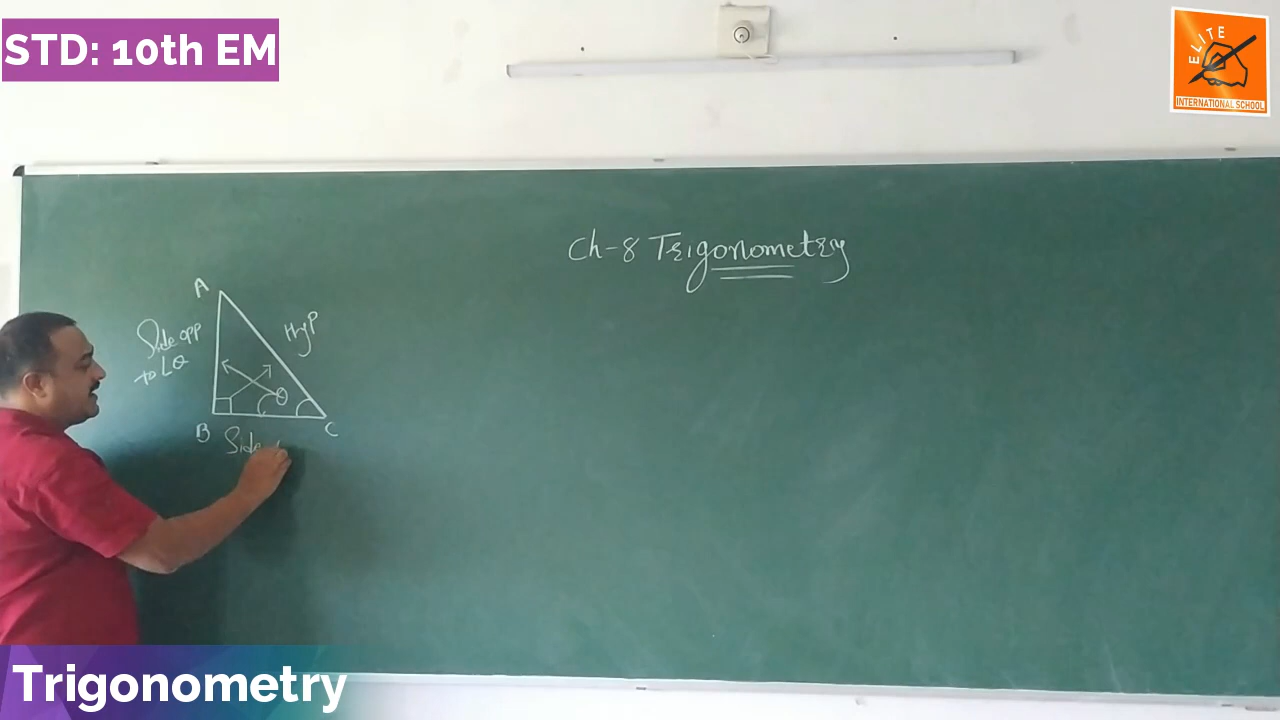 STD: 10th EM
ELITE
INTERNATIONAL SCHOOL
Ch-8 Trigonometry
A
Side opp
to ∠θ
Hyp
θ
B
C
Side
Trigonometry